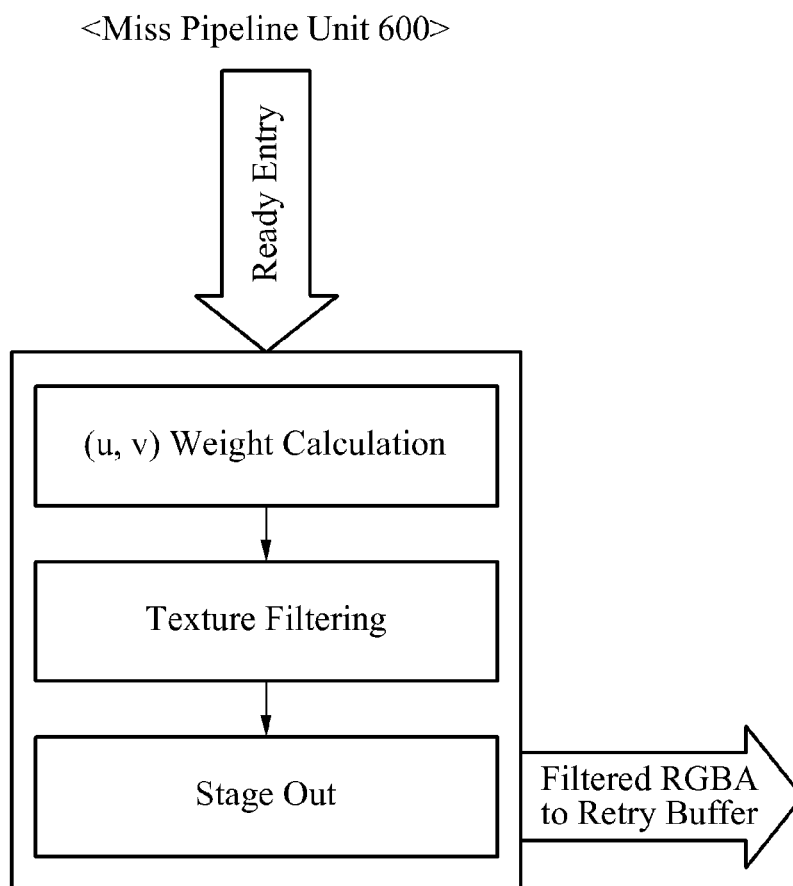 <Miss Pipeline Unit 600>
Ready Entry
(u, v) Weight Calculation
Texture Filtering
Stage Out
Filtered RGBA
to Retry Buffer